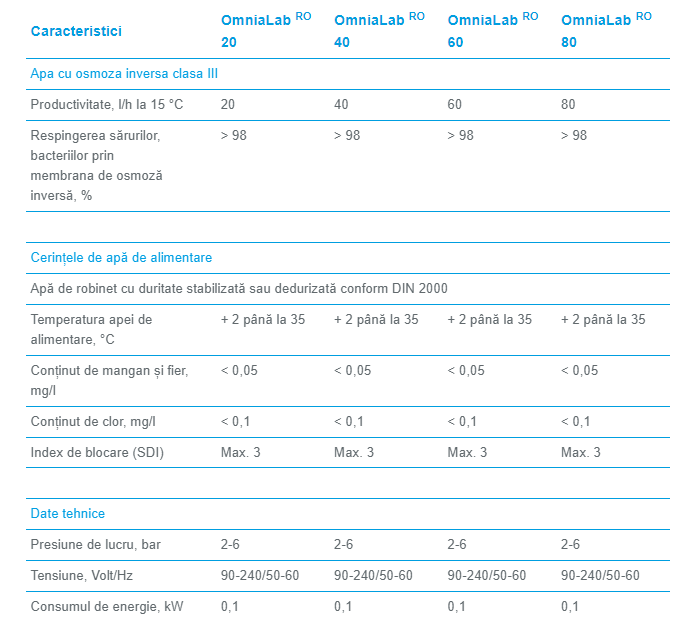 Caracteristici OmniaLab RO 20 OmniaLab RO 40 OmniaLab RO 60 OmniaLab RO 80
Apa cu osmoza inversa clasa III
Productivitate, l/h la 15 °C 20 40 60 80
Respingerea sărurilor, > 98 > 98 > 98 > 98
bacteriilor prin
membrana de osmoză
inversă, %
Cerințele de apă de alimentare
Apă de robinet cu duritate stabilizată sau dedurizată conform DIN 2000
Temperatura apei de + 2 până la 35 + 2 până la 35 + 2 până la 35 + 2 până la 35
alimentare, °C
Conținut de mangan și fier, < 0,05 < 0,05 < 0,05 < 0,05
mg/l
Conținut de clor, mg/l < 0,1 < 0,1 < 0,1 < 0,1
Index de blocare (SDI) Max. 3 Max. 3 Max. 3 Max. 3
Date tehnice
Presiune de lucru, bar 2-6 2-6 2-6 2-6
Tensiune, Volt/Hz 90-240/50-60 90-240/50-60 90-240/50-60 90-240/50-60
Consumul de energie, kW 0,1 0,1 0,1 0,1